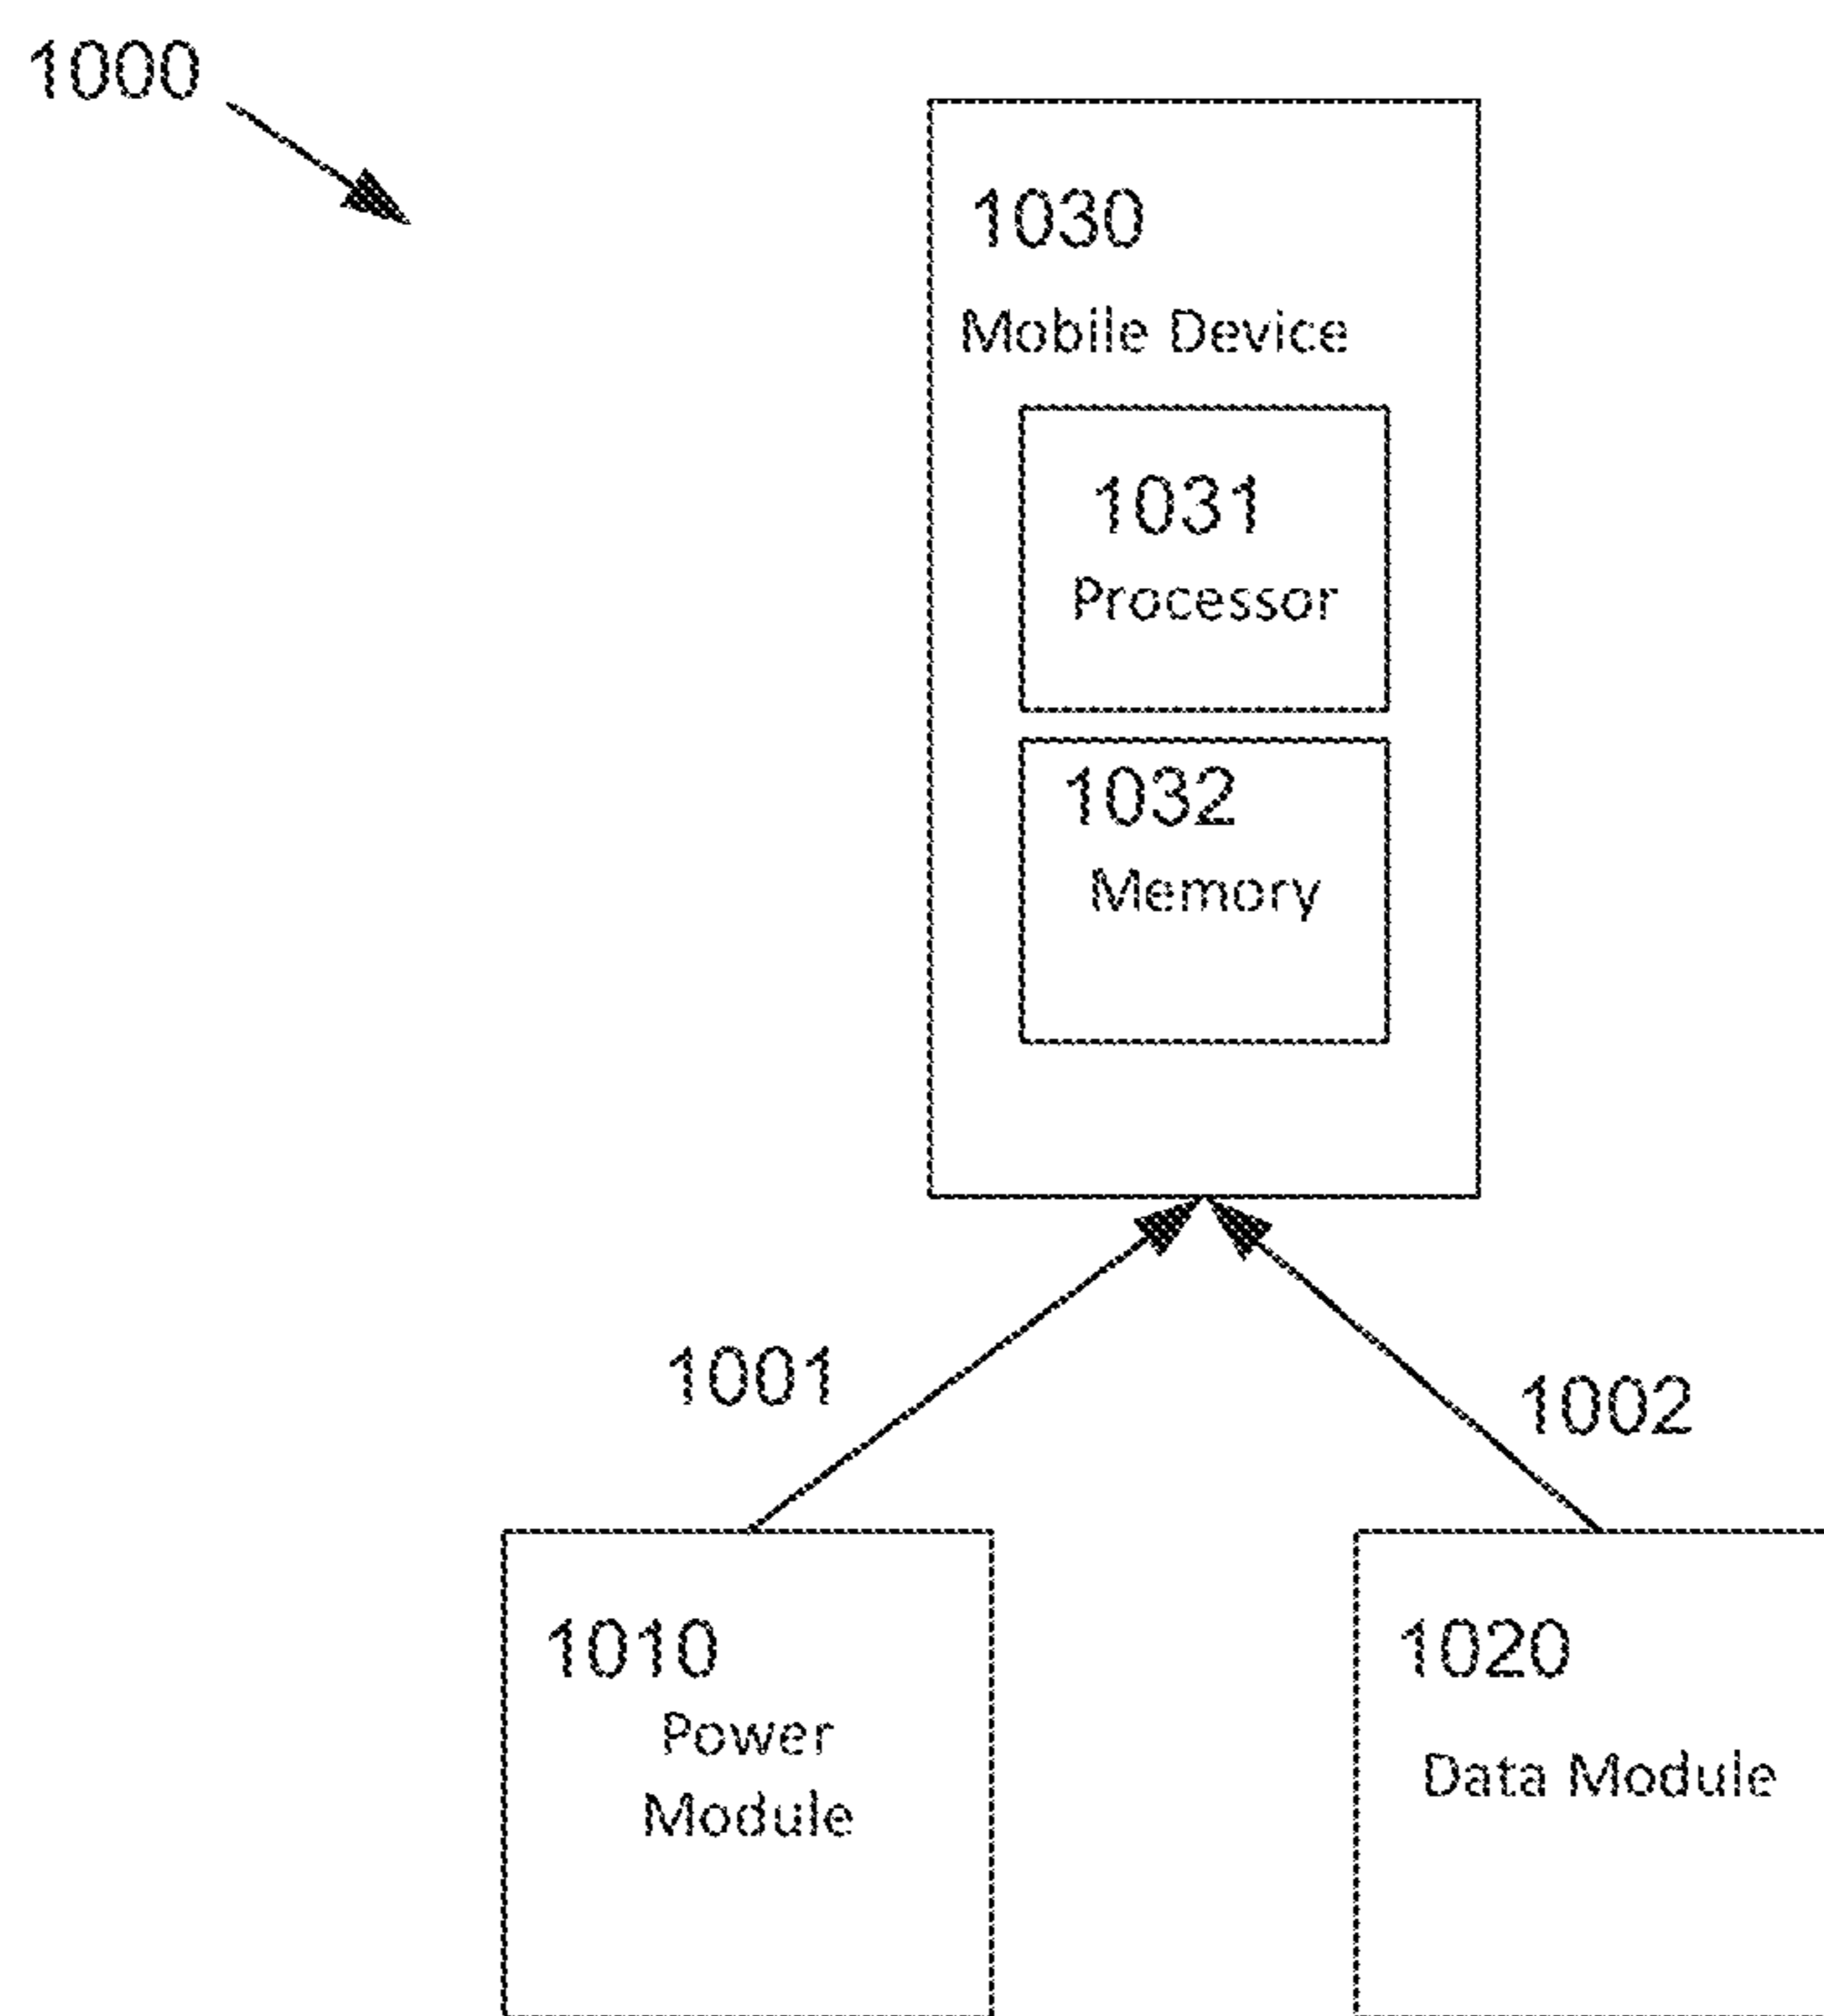 1000
1030
Mobile Device
1031
Processor
1032
Memory
1001
1002
1010
Power
Module
1020
Data Module